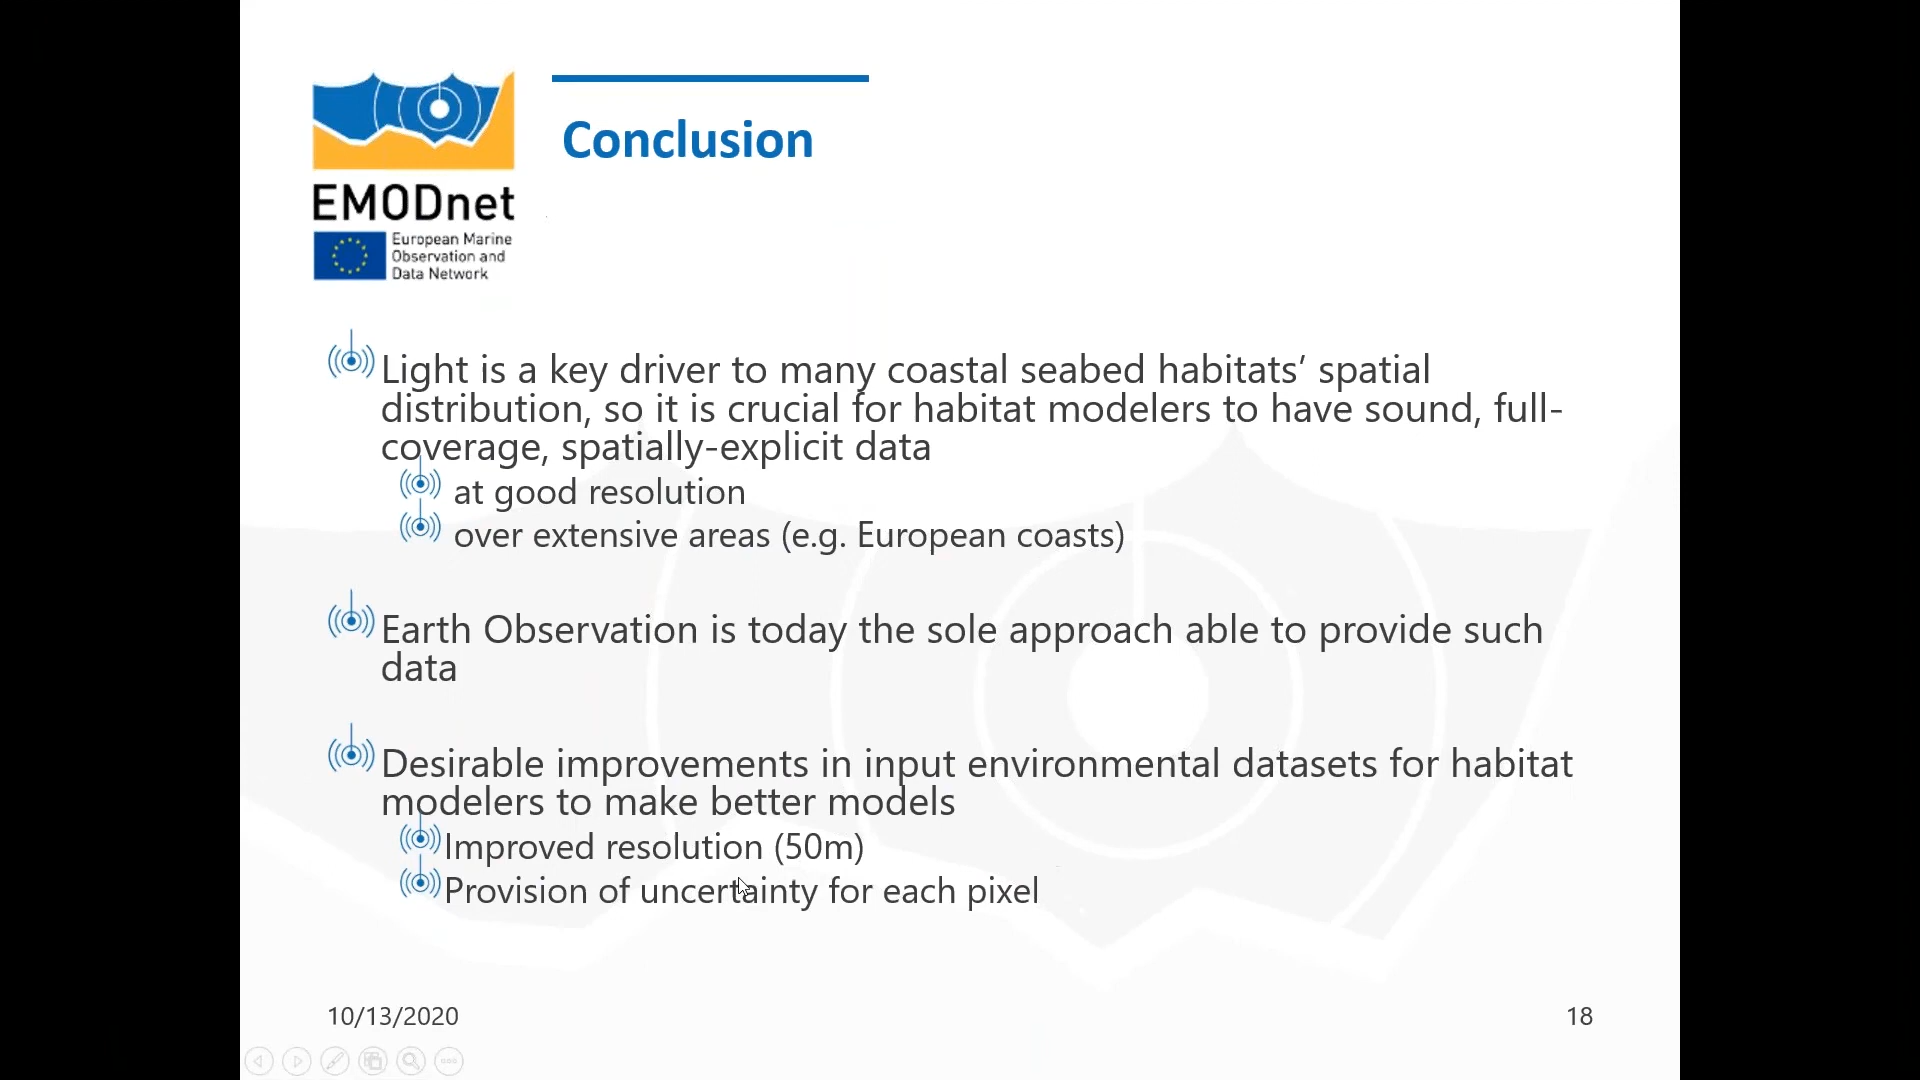 Conclusion
EMODnet
European Marine
Observation and
Data Network
Light is a key driver to many coastal seabed habitats’ spatial
distribution, so it is crucial for habitat modelers to have sound, full-
coverage, spatially-explicit data
at good resolution
over extensive areas (e.g. European coasts)
Earth Observation is today the sole approach able to provide such
data
Desirable improvements in input environmental datasets for habitat
modelers to make better models
Improved resolution (50m)
Provision of uncertainty for each pixel
10/13/2020
18